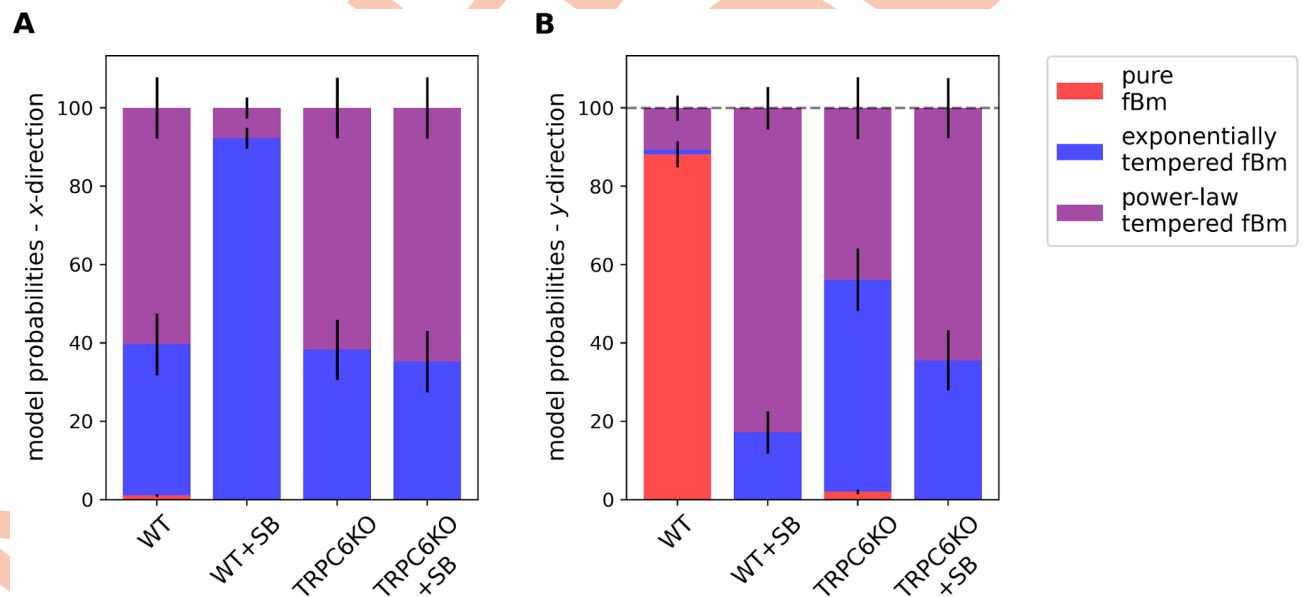 A
B
model probabilities - x-direction
100
80
60
40
20
0
WT
WT+SB
TRPC6KO
TRPC6KO
+SB
model probabilities - y-direction
100
80
60
40
20
0
WT
WT+SB
TRPC6KO
TRPC6KO
+SB
pure
fBm
exponentially
tempered fBm
power-law
tempered fBm